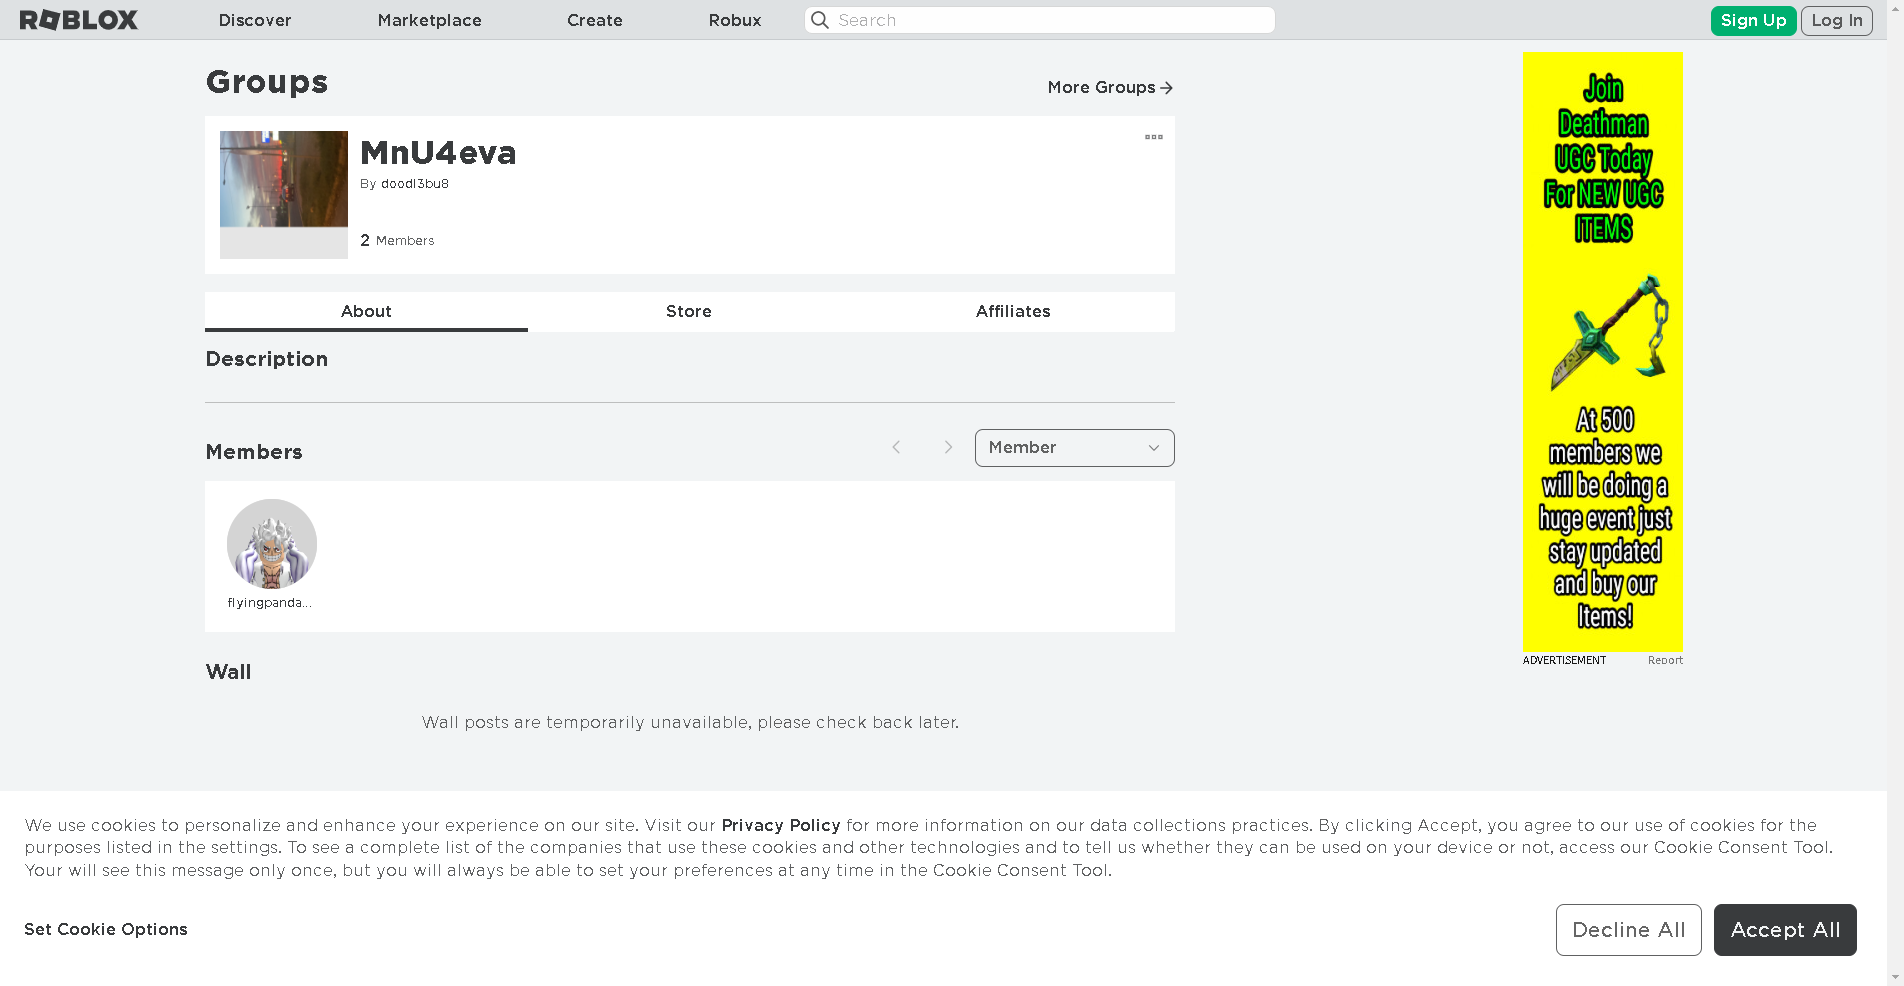 ROBLOX
Discover
Marketplace
Create
Robux
Search
Sign Up
Log In
Groups
More Groups
MnU4eva
By doodl3bu8
2 Members
About
Store
Affiliates
Description
Members
Member
flyingpanda...
Wall
Wall posts are temporarily unavailable, please check back later.
Join
Deathman
UGC Today
For NEW UGC
ITEMS
At 500
members we
will be doing a
huge event just
stay updated
and buy our
Items!
ADVERTISEMENT
Report
We use cookies to personalize and enhance your experience on our site. Visit our Privacy Policy for more information on our data collections practices. By clicking Accept, you agree to our use of cookies for the
purposes listed in the settings. To see a complete list of the companies that use these cookies and other technologies and to tell us whether they can be used on your device or not, access our Cookie Consent Tool.
Your will see this message only once, but you will always be able to set your preferences at any time in the Cookie Consent Tool.
Set Cookie Options
Decline All
Accept All